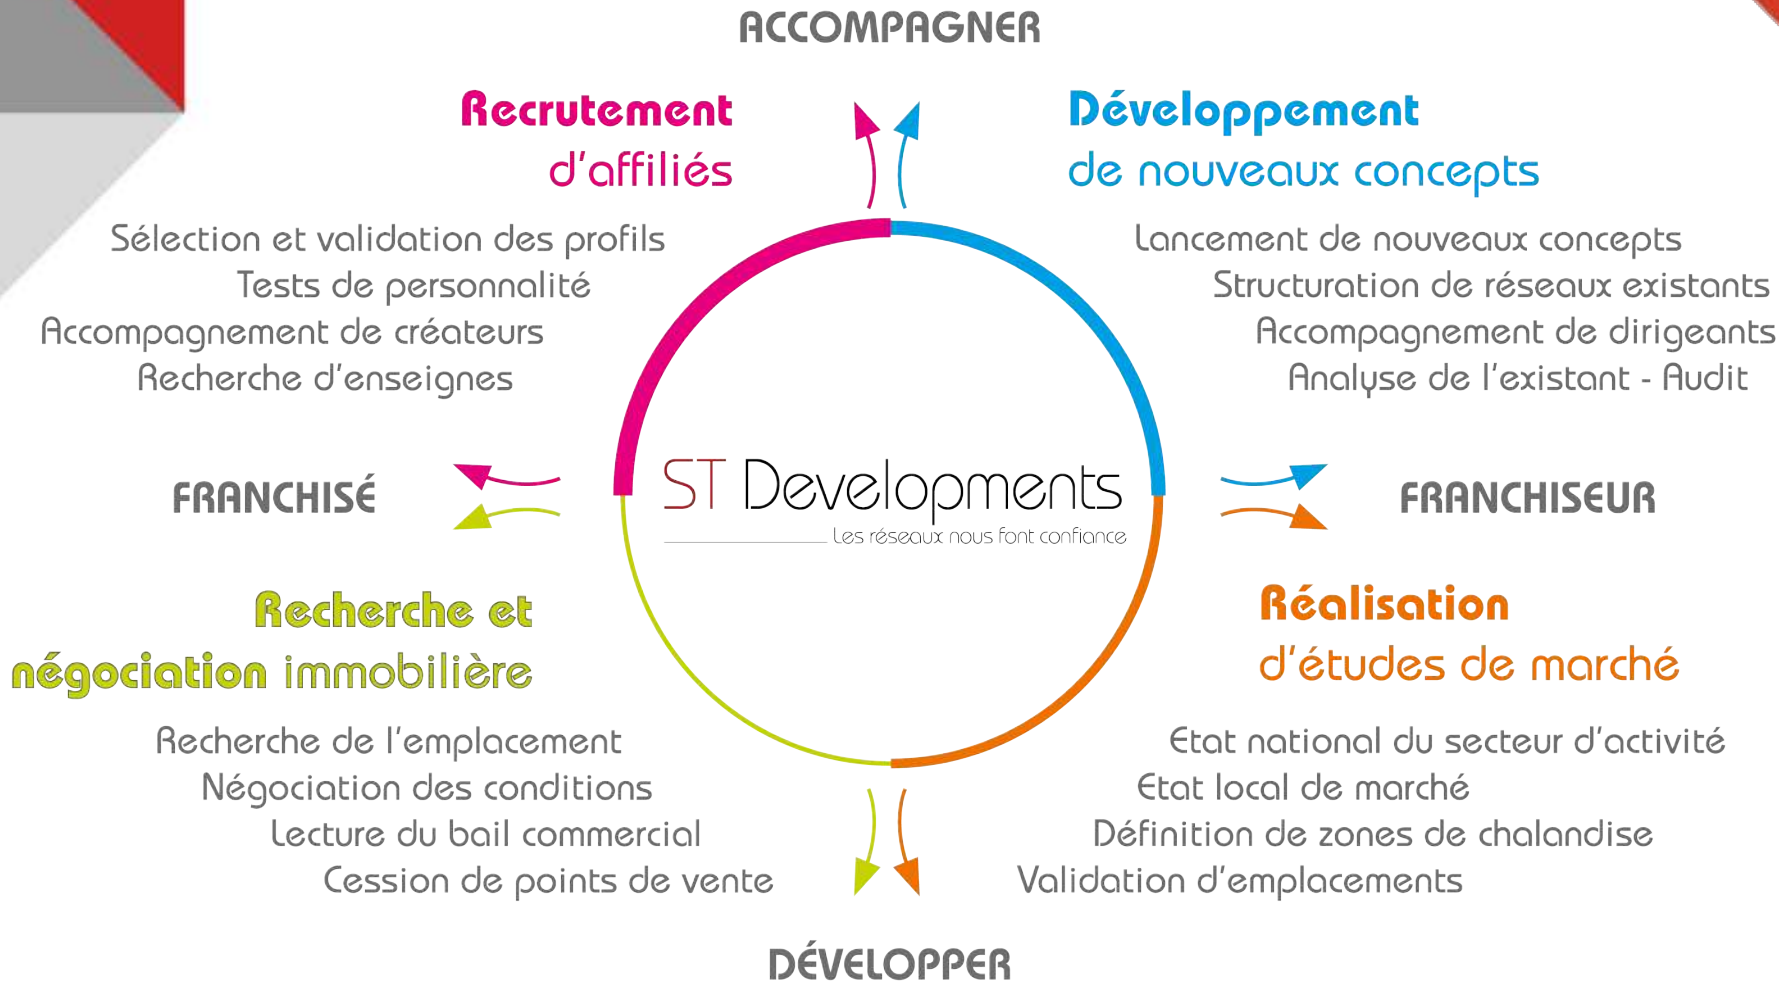 ACCOMPAGNER
Recrutement
d'affiliés
Sélection et validation des profils
Tests de personnalité
Accompagnement de créateurs
Recherche d'enseignes
Développement
de nouveaux concepts
Lancement de nouveaux concepts
Structuration de réseaux existants
Accompagnement de dirigeants
Analyse de l'existant - Audit
FRANCHISÉ
ST Developments
Les réseaux nous font confiance
FRANCHISEUR
Recherche et
négociation immobilière
Recherche de l'emplacement
Négociation des conditions
Lecture du bail commercial
Cession de points de vente
Réalisation
d'études de marché
Etat national du secteur d'activité
Etat local de marché
Définition de zones de chalandise
Validation d'emplacements
DÉVELOPPER